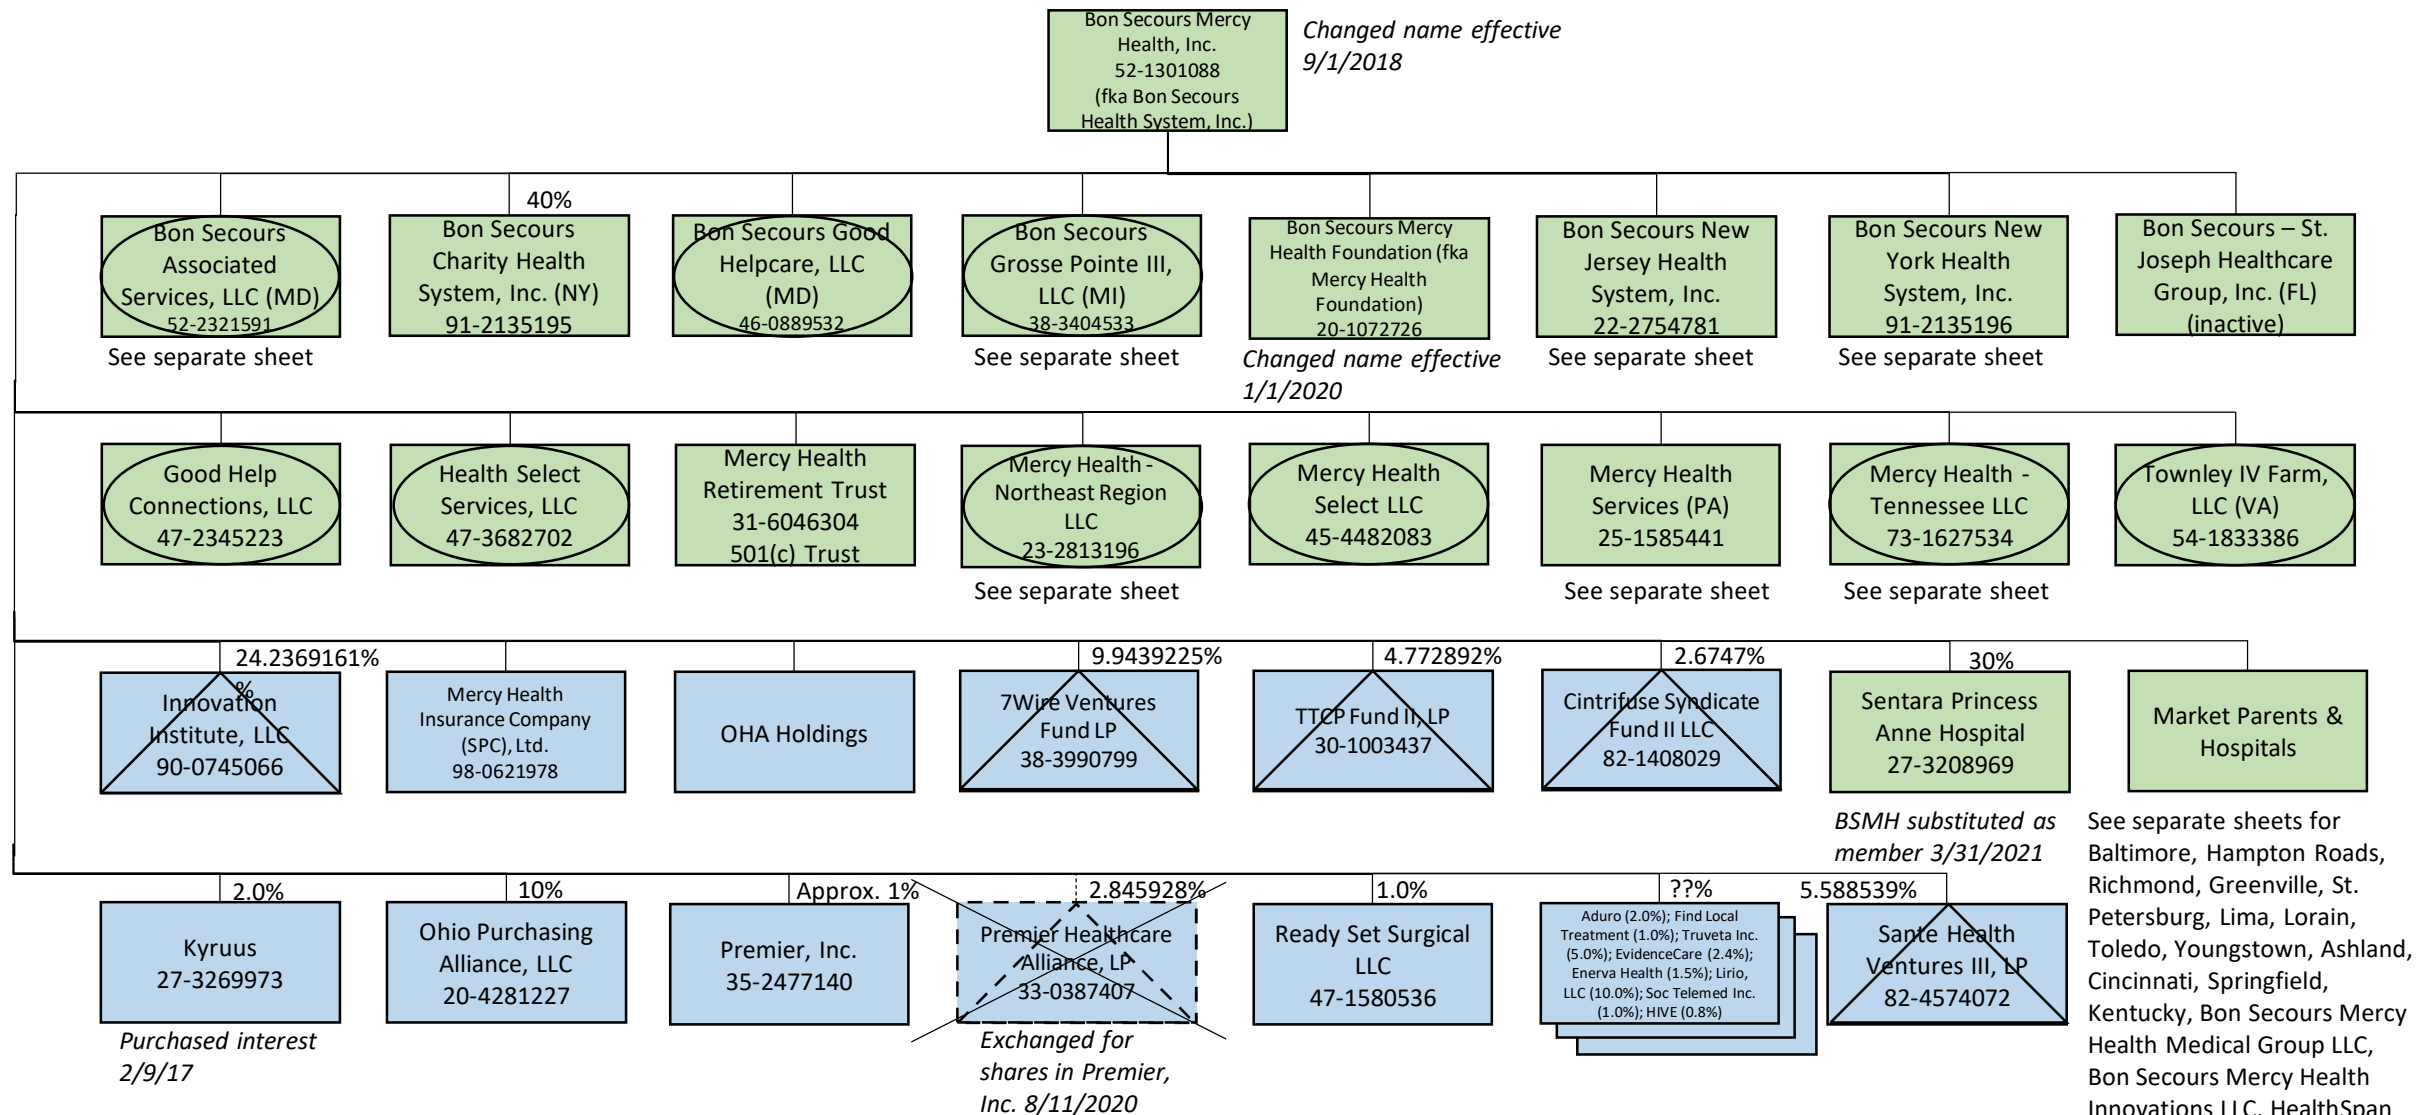 Bon Secours Mercy
Health, Inc.
52-1301088
(fka Bon Secours
Health System, Inc.)
Changed name effective
9/1/2018
40%
Bon Secours
Associated
Services, LLC (MD)
52-2321591
See separate sheet
Bon Secours
Charity Health
System, Inc. (NY)
91-2135195
Bon Secours Good
Helpcare, LLC
(MD)
46-0889532
Bon Secours
Grosse Pointe III,
LLC (MI)
38-3404533
See separate sheet
Bon Secours Mercy
Health Foundation (fka
Mercy Health
Foundation)
20-1072726
Changed name effective
1/1/2020
Bon Secours New
Jersey Health
System, Inc.
22-2754781
See separate sheet
Bon Secours New
York Health
System, Inc.
91-2135196
See separate sheet
Bon Secours – St.
Joseph Healthcare
Group, Inc. (FL)
(inactive)
Good Help
Connections, LLC
47-2345223
Health Select
Services, LLC
47-3682702
Mercy Health
Retirement Trust
31-6046304
501(c) Trust
Mercy Health -
Northeast Region
LLC
23-2813196
See separate sheet
Mercy Health
Select LLC
45-4482083
Mercy Health
Services (PA)
25-1585441
See separate sheet
Mercy Health -
Tennessee LLC
73-1627534
See separate sheet
Townley IV Farm,
LLC (VA)
54-1833386
24.2369161%
%
Innovation
Institute, LLC
90-0745066
Mercy Health
Insurance Company
(SPC), Ltd.
98-0621978
OHA Holdings
9.9439225%
7Wire Ventures
Fund LP
38-3990799
4.772892%
TTCP Fund II, LP
30-1003437
2.6747%
Cintrifuse Syndicate
Fund II LLC
82-1408029
30%
Sentara Princess
Anne Hospital
27-3208969
BSMH substituted as
member 3/31/2021
Market Parents &
Hospitals
See separate sheets for
Baltimore, Hampton Roads,
Richmond, Greenville, St.
Petersburg, Lima, Lorain,
Toledo, Youngstown, Ashland,
Cincinnati, Springfield,
Kentucky, Bon Secours Mercy
Health Medical Group LLC,
Bon Secours Mercy Health
Innovations LLC, HealthSpan
2.0%
Kyruus
27-3269973
Purchased interest
2/9/17
10%
Ohio Purchasing
Alliance, LLC
20-4281227
Approx. 1%
Premier, Inc.
35-2477140
2.845928%
Premier Healthcare
Alliance, LP
33-0387407
Exchanged for
shares in Premier,
Inc. 8/11/2020
1.0%
Ready Set Surgical
LLC
47-1580536
??%
Aduro (2.0%); Find Local
Treatment (1.0%); Truveta Inc.
(5.0%); EvidenceCare (2.4%);
Enerva Health (1.5%); Lirio,
LLC (10.0%); Soc Telemed Inc.
(1.0%); HIVE (0.8%)
5.588539%
Sante Health
Ventures III, LP
82-4574072